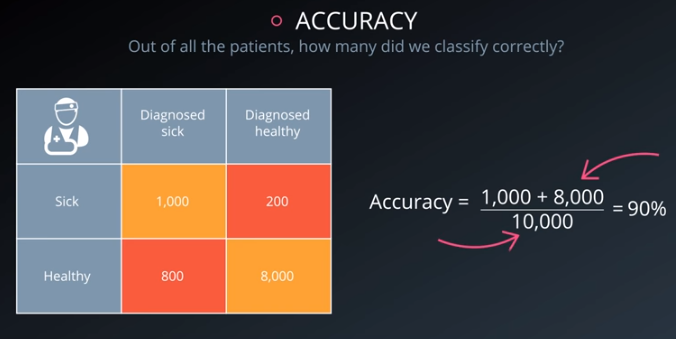 ACCURACY
Out of all the patients, how many did we classify correctly?
Diagnosed sick
Diagnosed healthy
Sick
1,000
200
Healthy
800
8,000
Accuracy = 1,000 + 8,000 = 90%
10,000